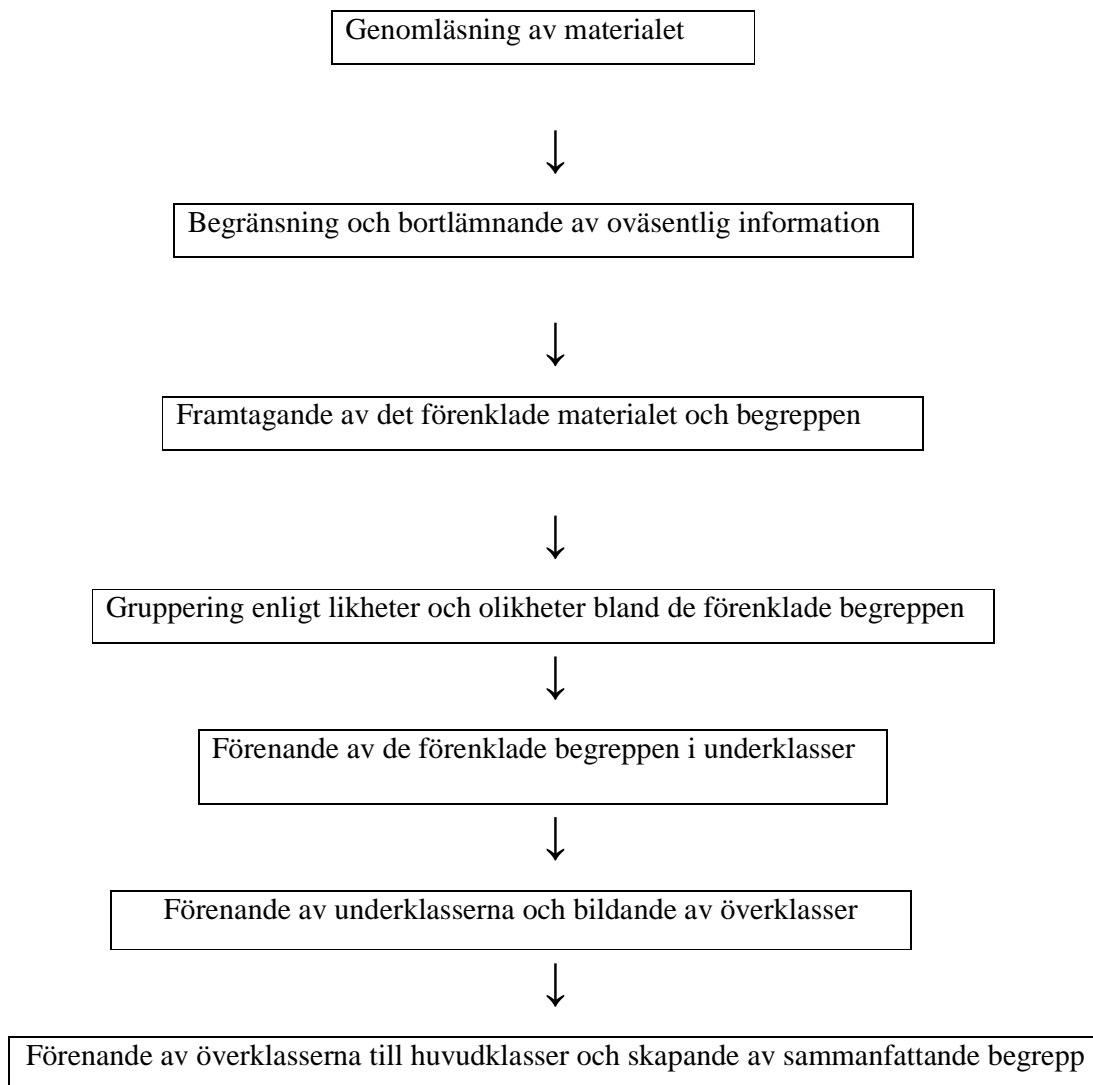 Genomläsning av materialet
↓
Begränsning och bortlämnande av oväsentlig information
↓
Framtagande av det förenklade materialet och begreppen
↓
Gruppering enligt likheter och olikheter bland de förenklade begreppen
↓
Förenande av de förenklade begreppen i underklasser
↓
Förenande av underklasserna och bildande av överklasser
↓
Förenande av överklasserna till huvudklasser och skapande av sammanfattande begrepp